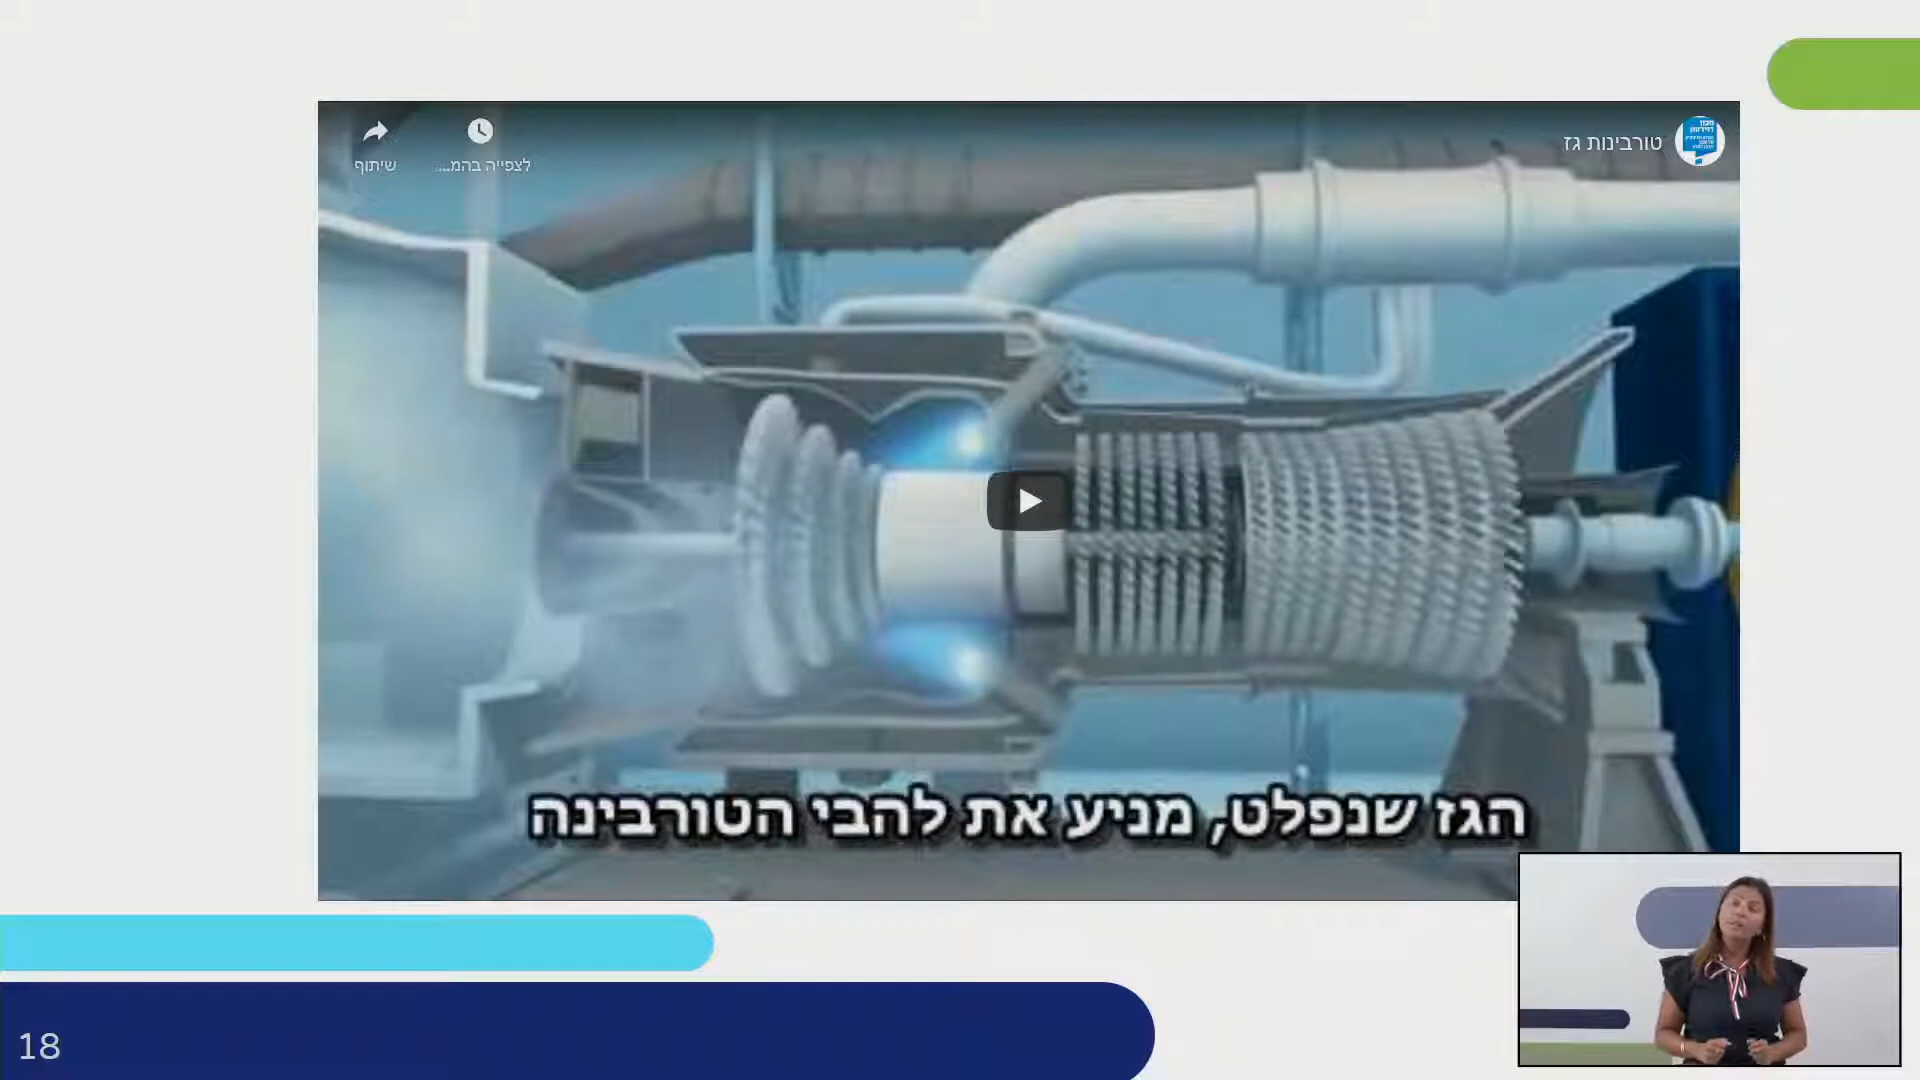 טורבינות גז
לצפייה בהמ...
שיתוף
הגז שנפלט, מניע את להבי הטורבינה
18